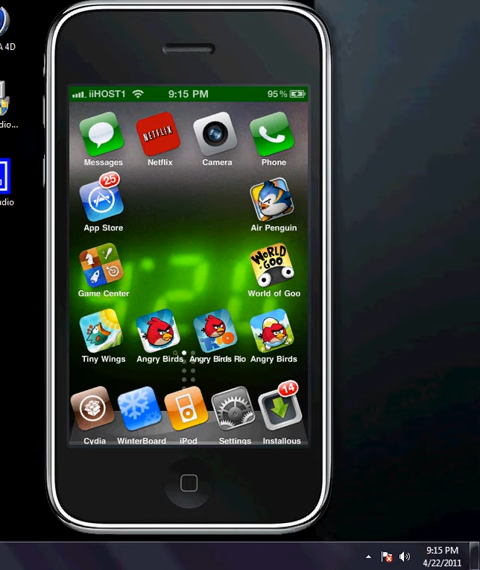 A 4D
dio...
udio
.ill. iiHOST1 9:15 PM 95 %
NETFLIX
Messages Netflix Camera Phone
25
App Store Air Penguin
WORLD OF GOO
Game Center World of Goo
Tiny Wings Angry Birds Angry Birds Rio Angry Birds
14
Cydia WinterBoard iPod Settings Installous
9:15 PM
4/22/2011